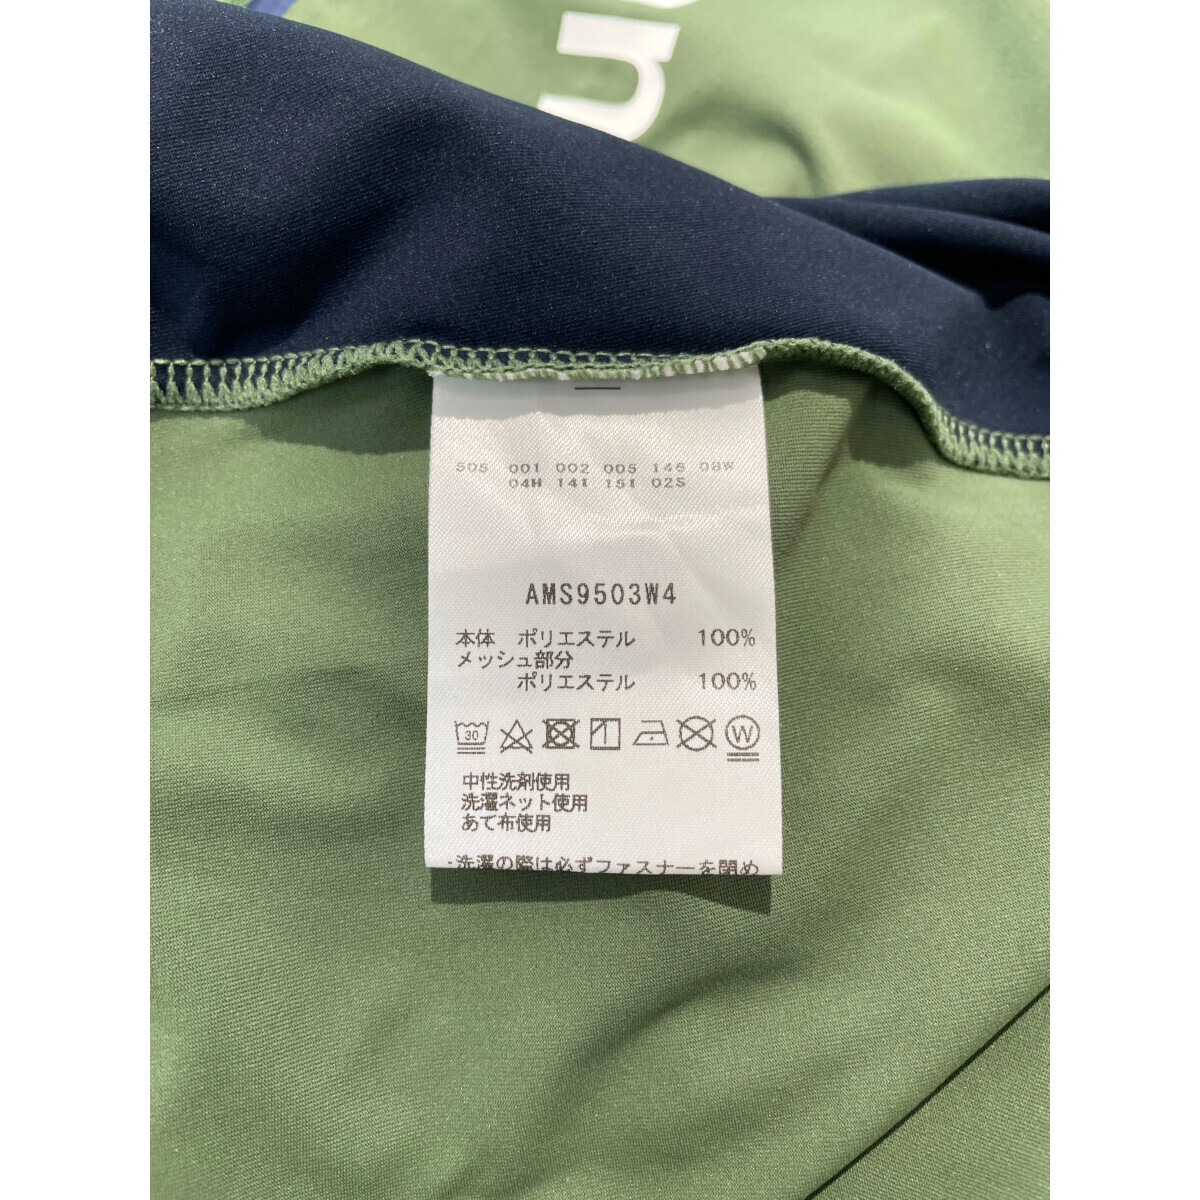 un
505 001 002 005 146 08W
04H 141 151 02S
AMS9503W4
本体 ポリエステル 100%
メッシュ部分
ポリエステル 100%
30 W
中性洗剤使用
洗濯ネット使用
あて布使用
・洗濯の際は必ずファスナーを閉め